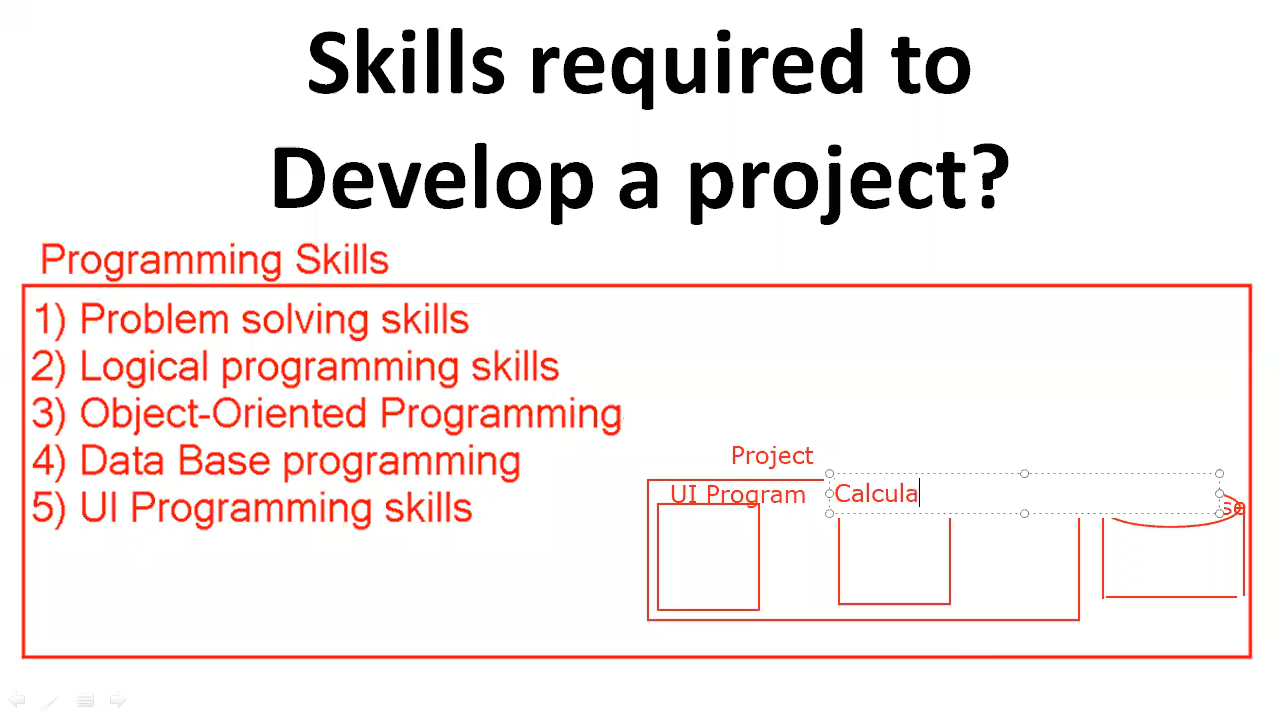 Skills required to
Develop a project?
Programming Skills
1) Problem solving skills
2) Logical programming skills
3) Object-Oriented Programming
4) Data Base programming
5) UI Programming skills
Project
UI Program
Calcula
se